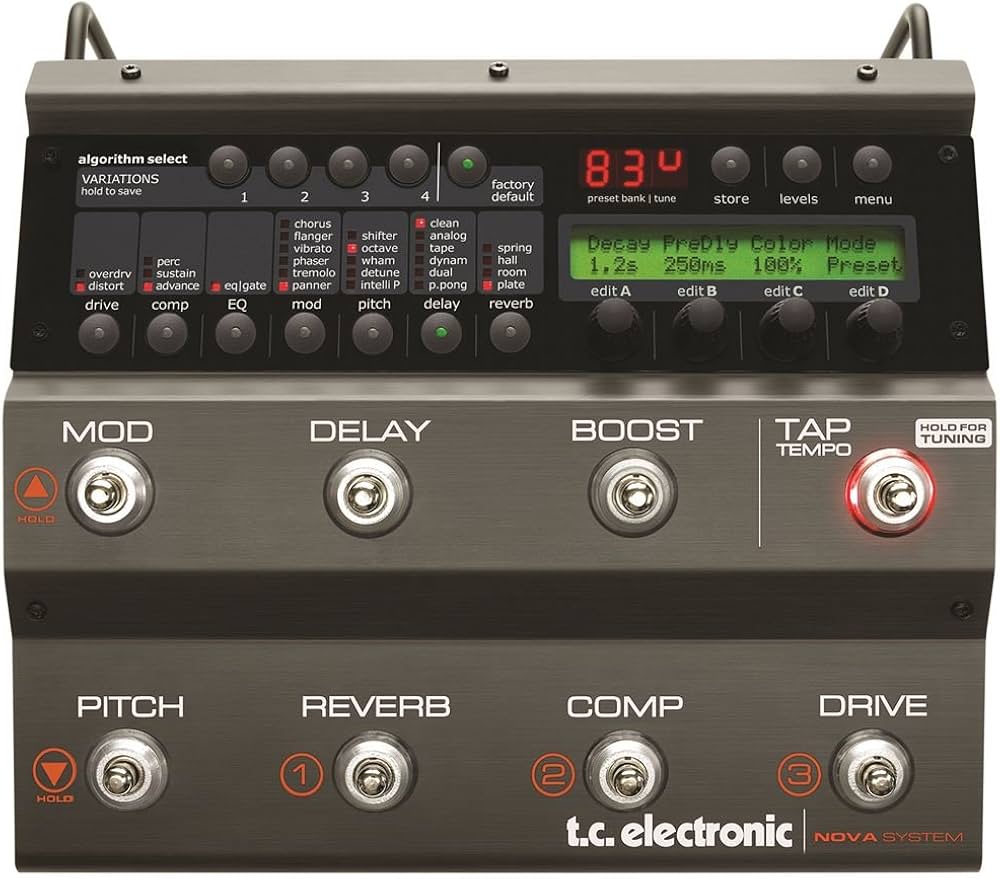 algorithm select
VARIATIONS
hold to save
1 2 3 4
factory
default
83U
preset bank | tune
store levels menu
Decay PreDly Color Mode
1,2s 250ms 100% Preset
edit A edit B edit C edit D
overdrv
distort
drive
perc
sustain
advance
comp
eq|gate
EQ
chorus
flanger
vibrato
phaser
tremolo
panner
mod
shifter
octave
wham
detune
intelli P
pitch
clean
analog
tape
dynam
dual
p.pong
delay
spring
hall
room
plate
reverb
MOD DELAY BOOST TAP
TEMPO
HOLD FOR
TUNING
HOLD
PITCH REVERB COMP DRIVE
HOLD
1 2 3
t.c. electronic | NOVA SYSTEM